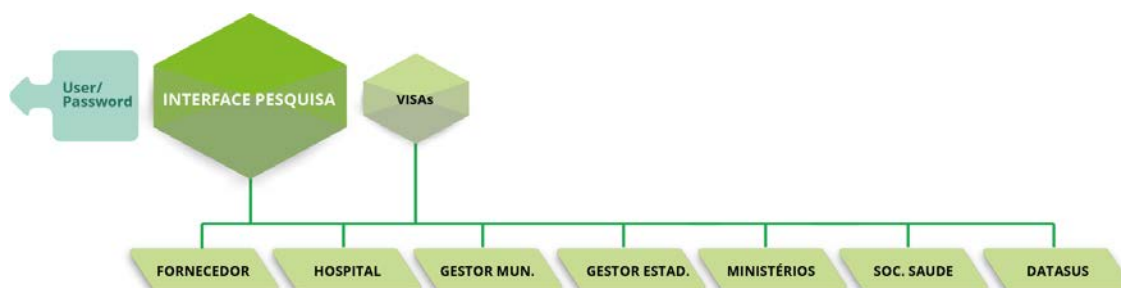 User/
Password
INTERFACE PESQUISA
VISAs
FORNECEDOR
HOSPITAL
GESTOR MUN.
GESTOR ESTAD.
MINISTÉRIOS
SOC. SAUDE
DATASUS